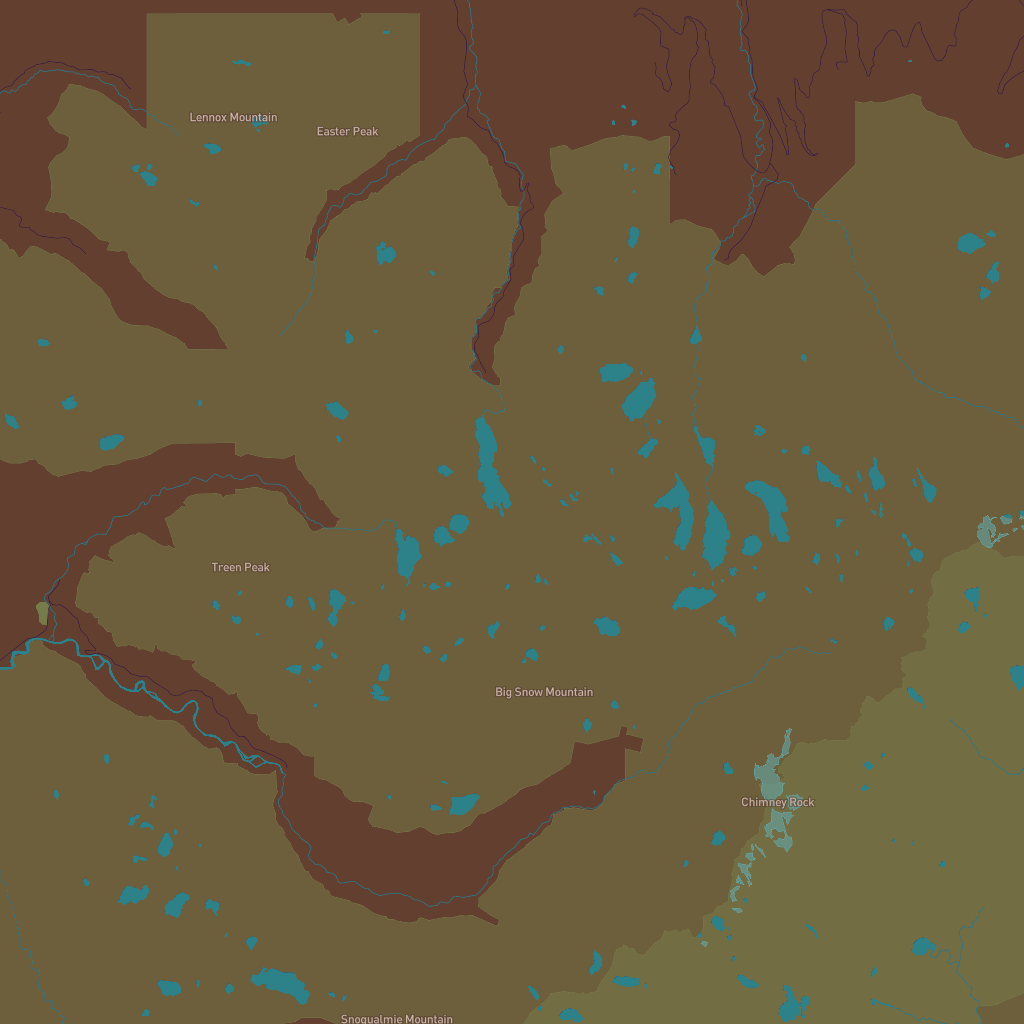 Lennox Mountain
Easter Peak
Treen Peak
Big Snow Mountain
Chimney Rock
Snoqualmie Mountain